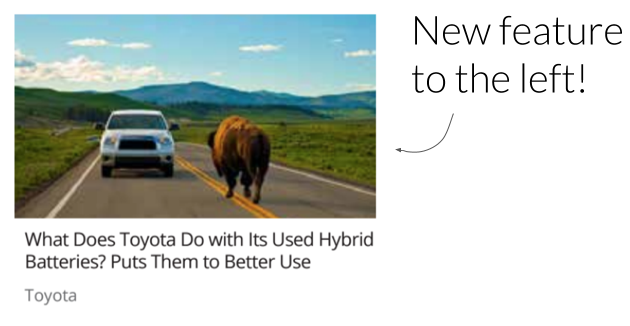 New feature
to the left!
What Does Toyota Do with Its Used Hybrid
Batteries? Puts Them to Better Use
Toyota